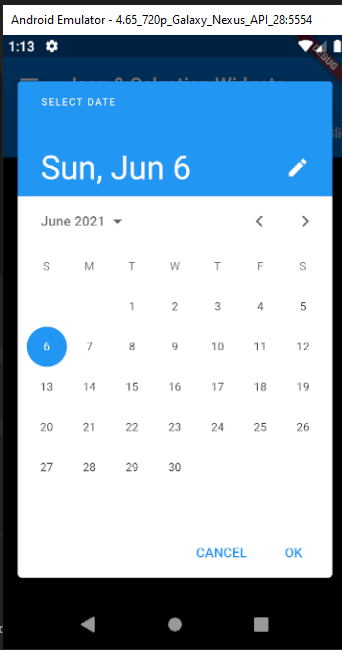 Android Emulator - 4.65_720p_Galaxy_Nexus_API_28:5554
1:13
SELECT DATE
Sun, Jun 6
June 2021
S M T W T F S
1 2 3 4 5
6 7 8 9 10 11 12
13 14 15 16 17 18 19
20 21 22 23 24 25 26
27 28 29 30
CANCEL OK